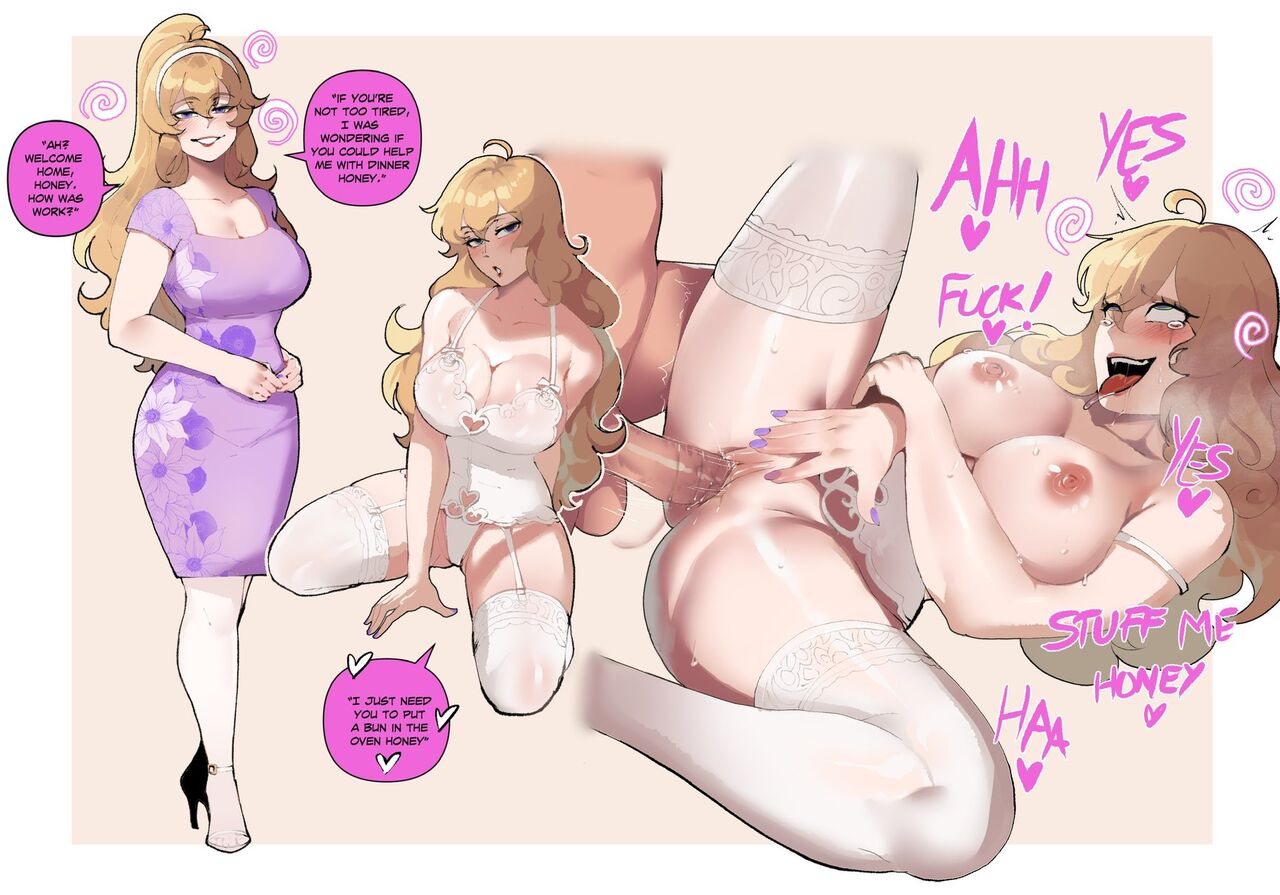 "AH?
WELCOME
HOME,
HONEY.
HOW WAS
WORK?"
"IF YOU'RE
NOT TOO TIRED,
I WAS
WONDERING IF
YOU COULD HELP
ME WITH DINNER
HONEY."
"I JUST NEED
YOU TO PUT
A BUN IN THE
OVEN HONEY"
AHH
YES
FUCK!
YES
STUFF ME
HONEY
HAA